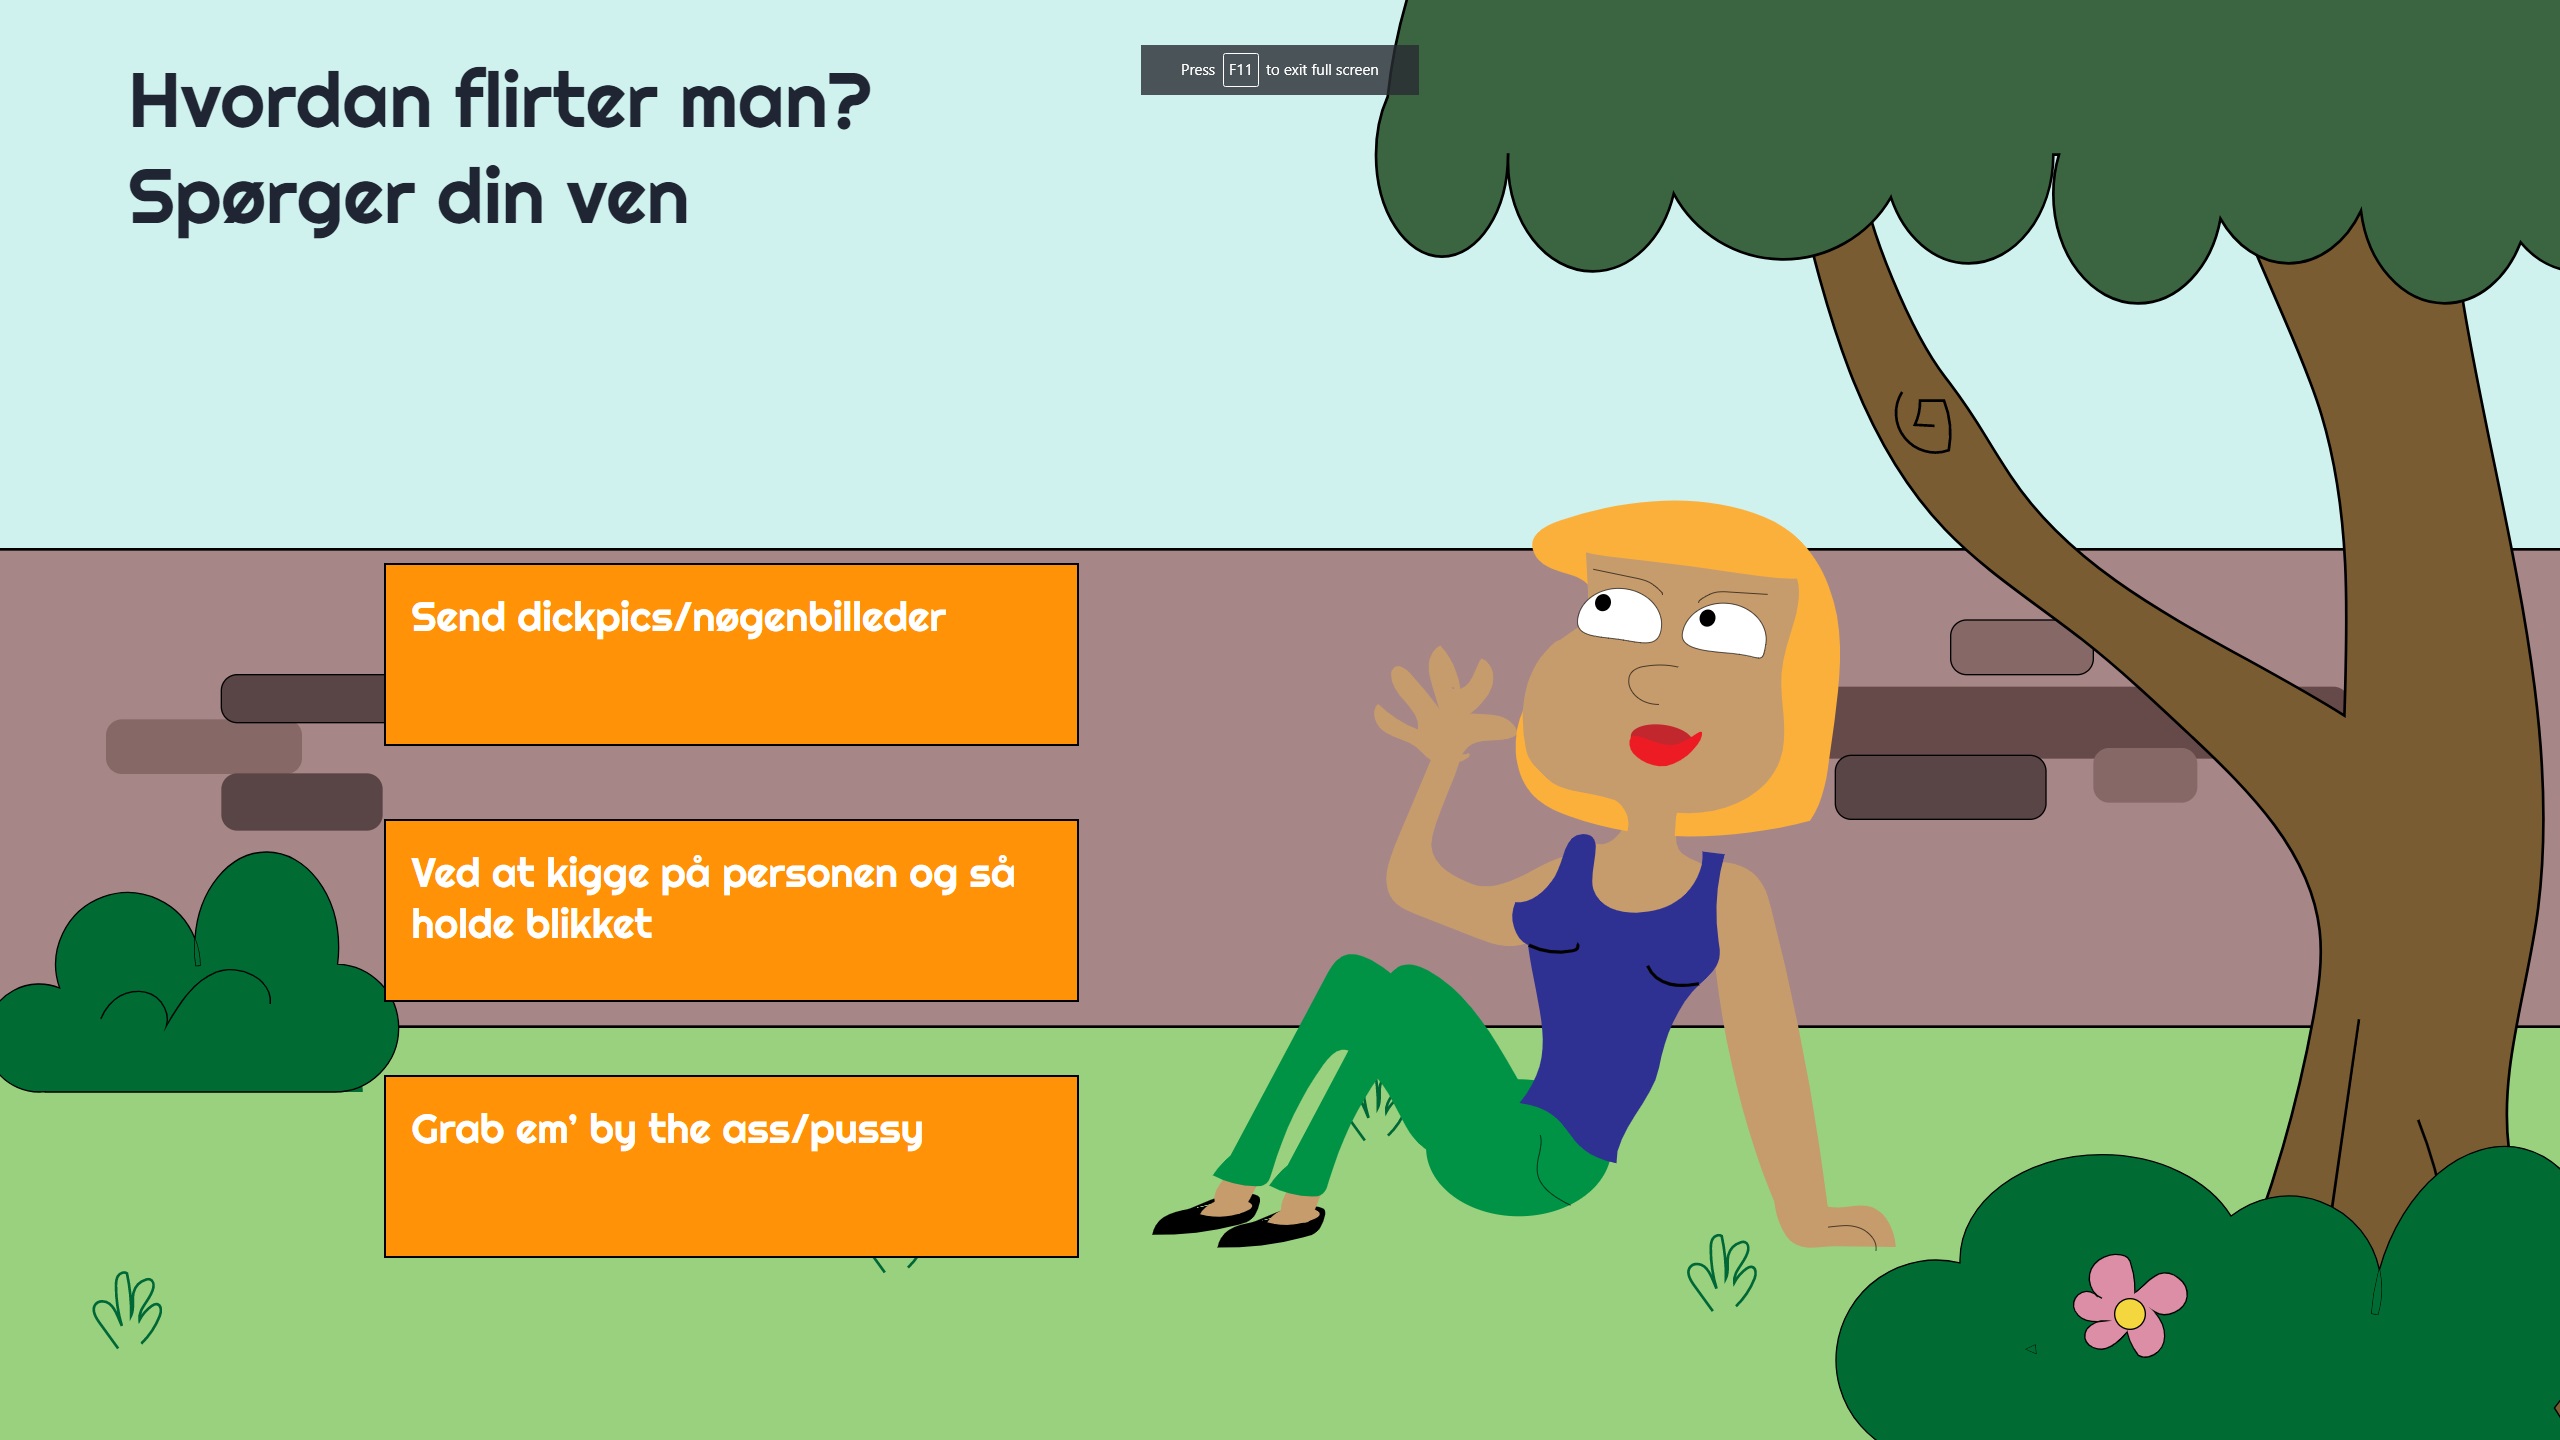 Hvordan flirter man?
Spørger din ven
Press F11 to exit full screen
Send dickpics/nøgenbilleder
Ved at kigge på personen og så
holde blikket
Grab em’ by the ass/pussy